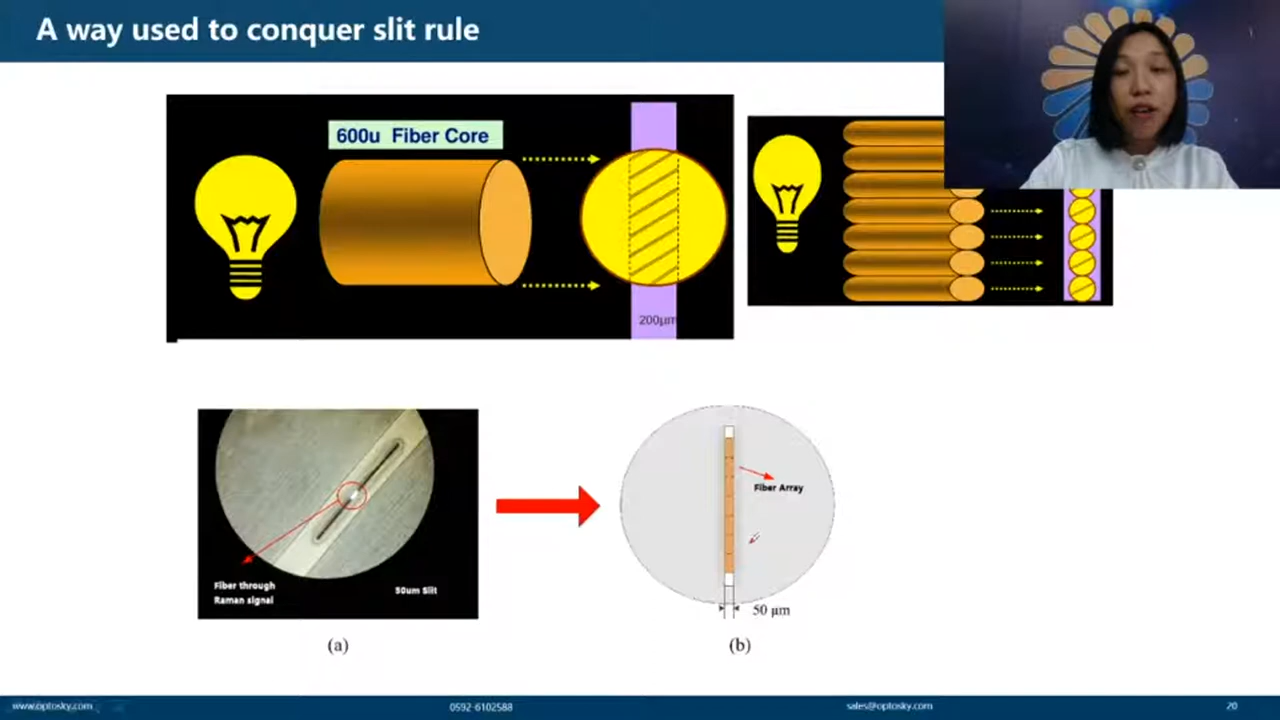 A way used to conquer slit rule
600u Fiber Core
200μm
Fiber through
Raman signal
50um Slit
Fiber Array
50 μm
(a)
(b)
www.optosky.com
0592-6102588
sales@optosky.com
20